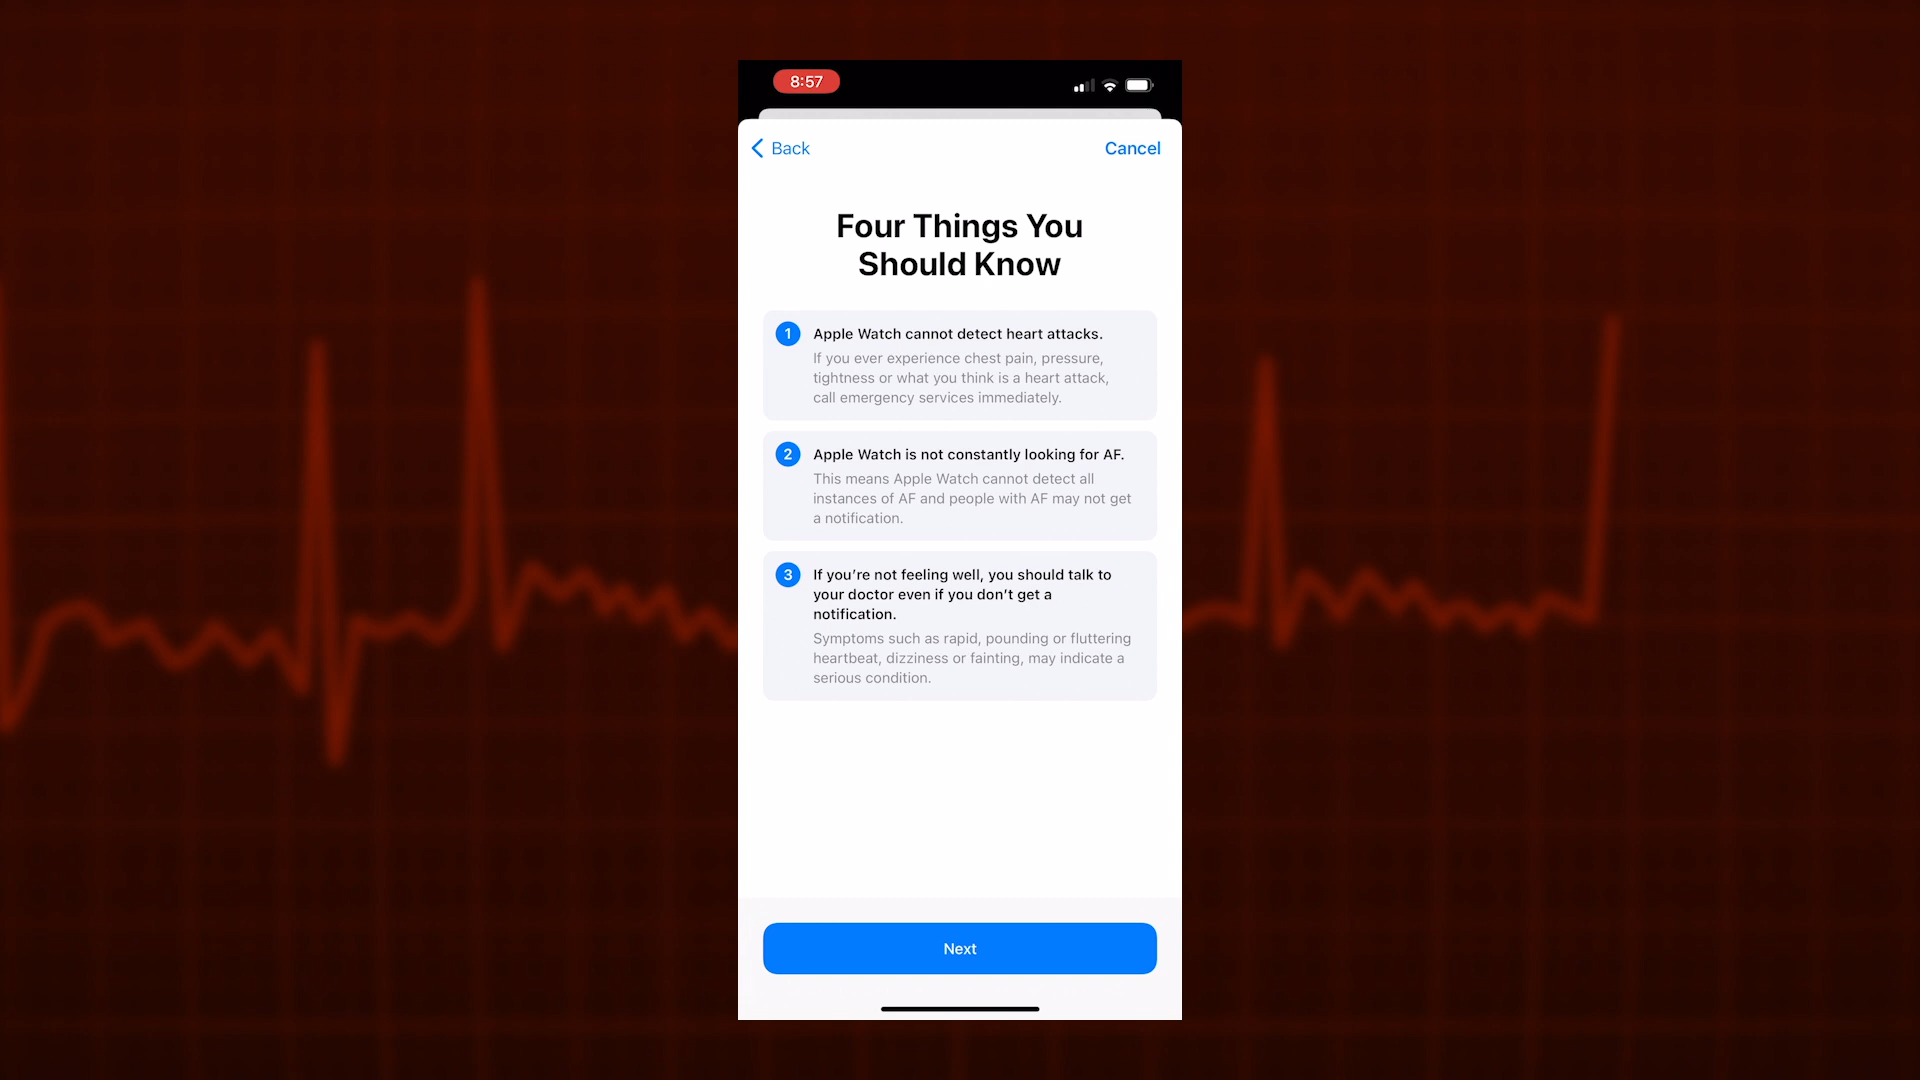 8:57
Back
Cancel
Four Things You
Should Know
1
Apple Watch cannot detect heart attacks.
If you ever experience chest pain, pressure,
tightness or what you think is a heart attack,
call emergency services immediately.
2
Apple Watch is not constantly looking for AF.
This means Apple Watch cannot detect all
instances of AF and people with AF may not get
a notification.
3
If you’re not feeling well, you should talk to
your doctor even if you don’t get a
notification.
Symptoms such as rapid, pounding or fluttering
heartbeat, dizziness or fainting, may indicate a
serious condition.
Next